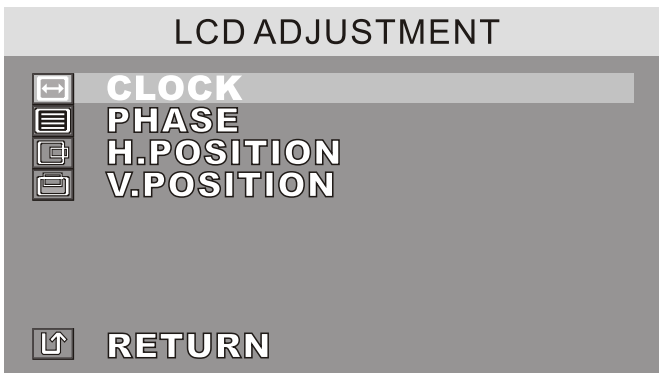 LCD ADJUSTMENT
CLOCK
PHASE
H.POSITION
V.POSITION
RETURN